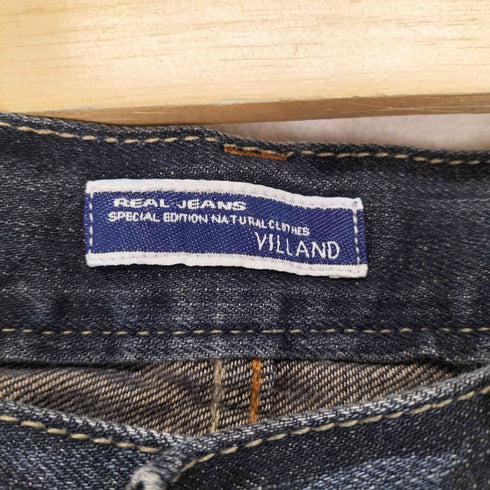 REAL JEANS
SPECIAL EDITION NATURAL CLOTHES
VILLAND